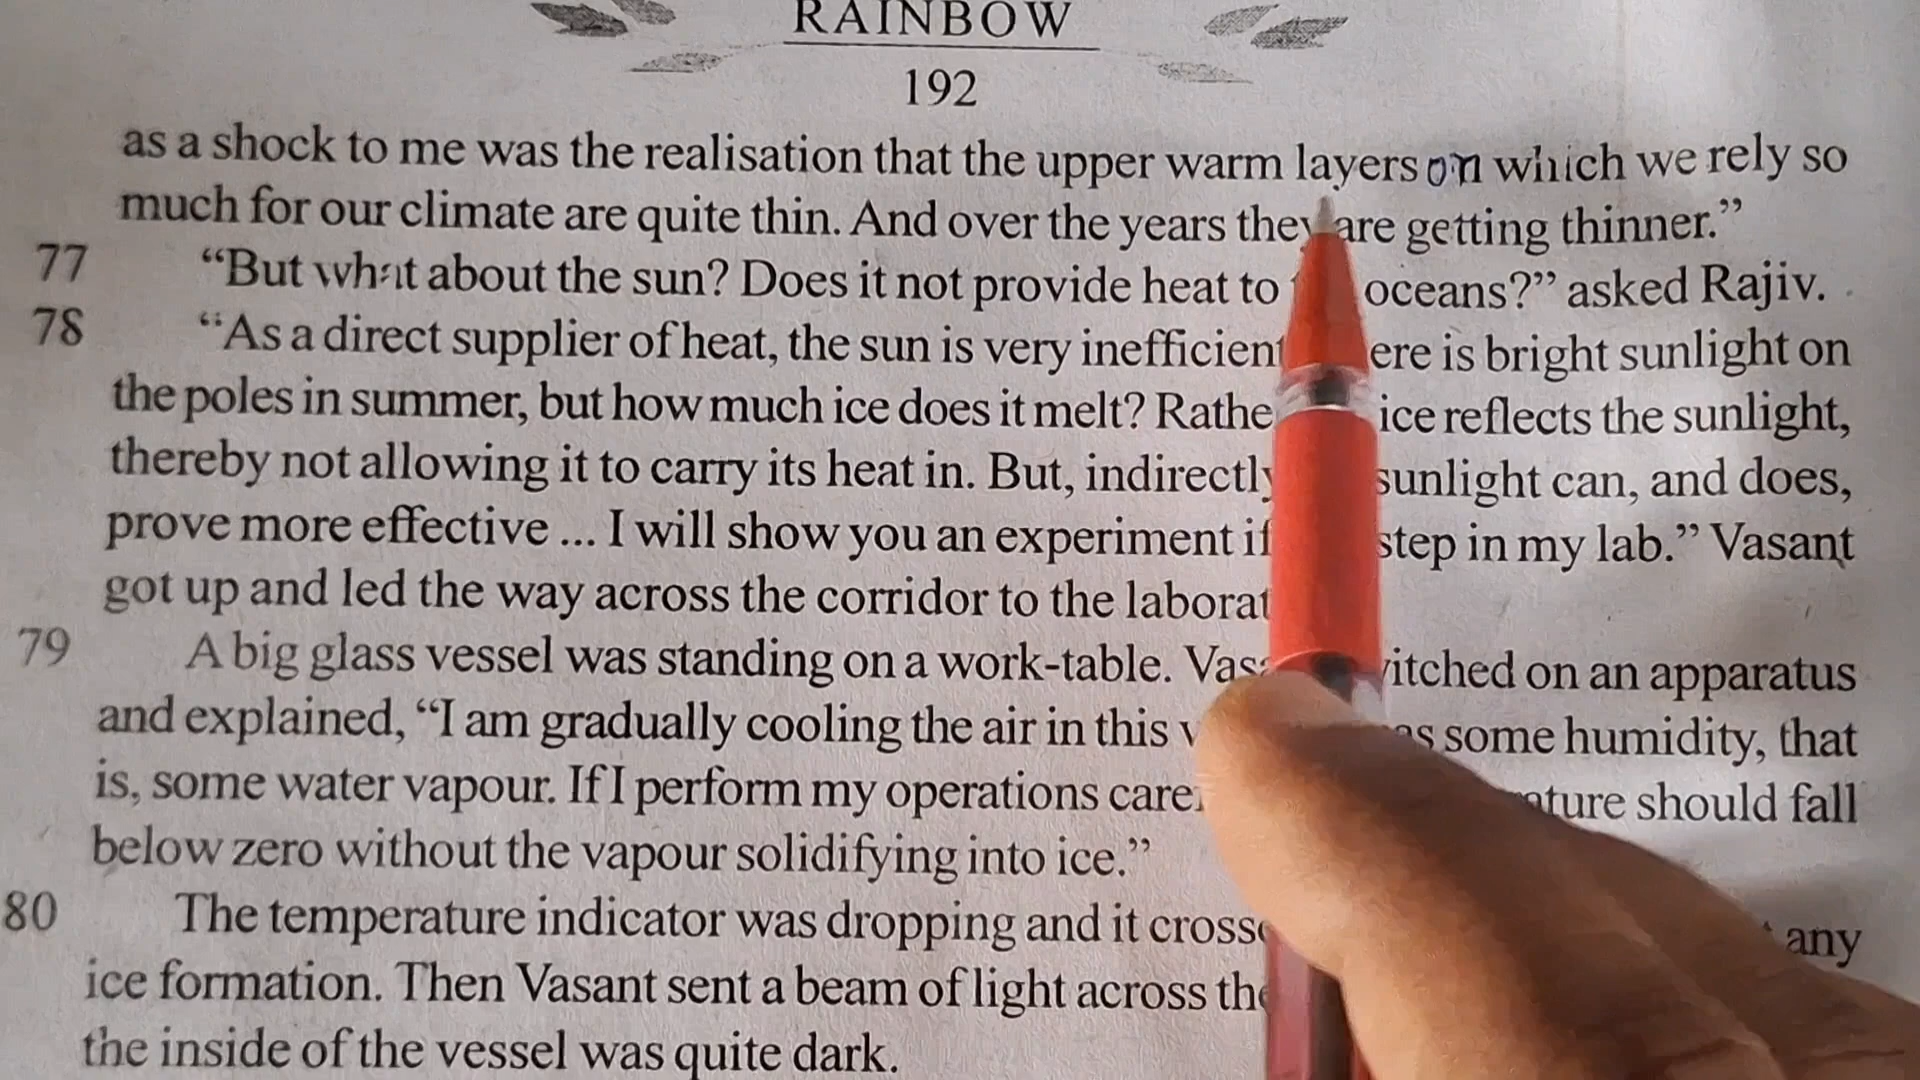 RAINBOW
192
as a shock to me was the realisation that the upper warm layers on which we rely so
much for our climate are quite thin. And over the years they are getting thinner.”
77 “But what about the sun? Does it not provide heat to oceans?” asked Rajiv.
78 “As a direct supplier of heat, the sun is very inefficient ere is bright sunlight on
the poles in summer, but how much ice does it melt? Rathe ice reflects the sunlight,
thereby not allowing it to carry its heat in. But, indirectly sunlight can, and does,
prove more effective ... I will show you an experiment if step in my lab.” Vasant
got up and led the way across the corridor to the laborat
79 A big glass vessel was standing on a work-table. Vasa witched on an apparatus
and explained, “I am gradually cooling the air in this as some humidity, that
is, some water vapour. If I perform my operations care ature should fall
below zero without the vapour solidifying into ice.”
80 The temperature indicator was dropping and it cross any
ice formation. Then Vasant sent a beam of light across the
the inside of the vessel was quite dark.